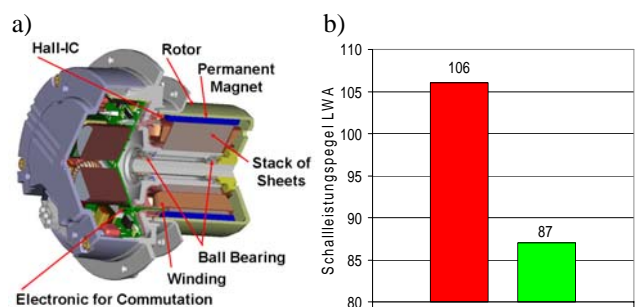 a)
Hall-IC
Rotor
Permanent
Magnet
Stack of
Sheets
Ball Bearing
Winding
Electronic for Commutation
b)
Schallleistungspegel LWA
110
105
100
95
90
85
80
106
87